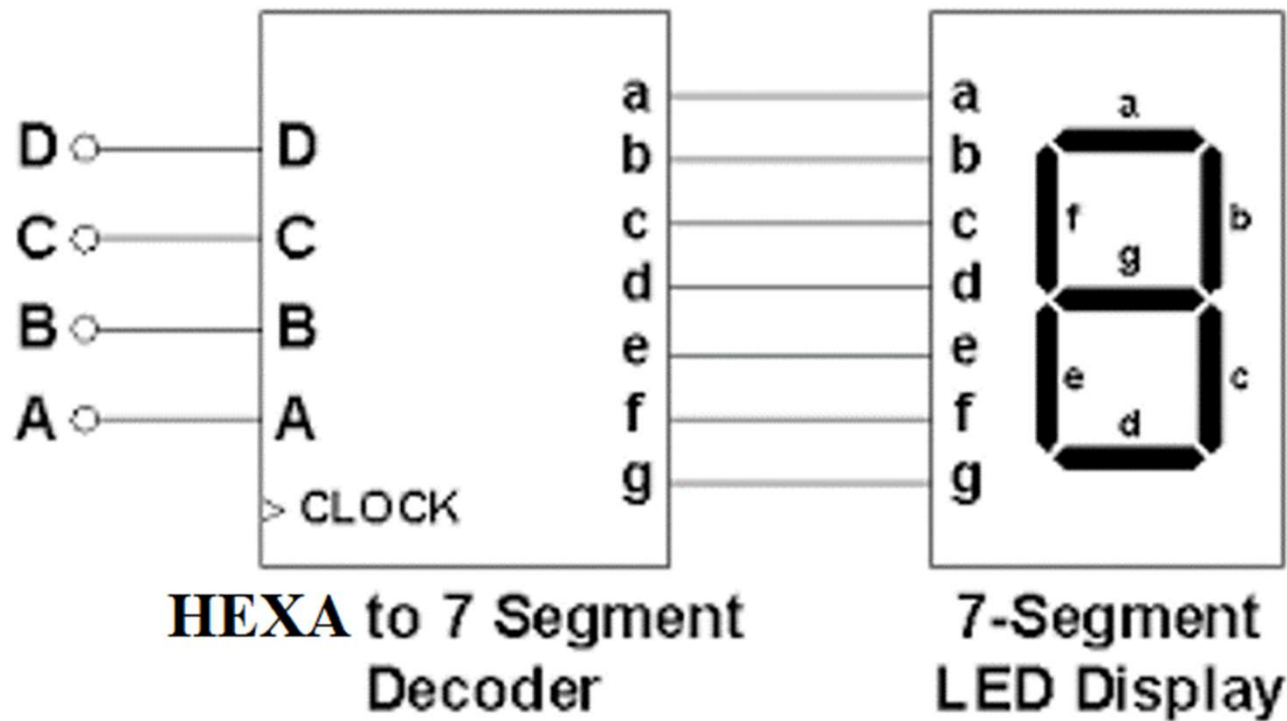 D D
C C
B B
A A
CLOCK
a a
b b
c c
d d
e e
f f
g g
a
f b
g
e c
d
HEXA to 7 Segment
Decoder
7-Segment
LED Display